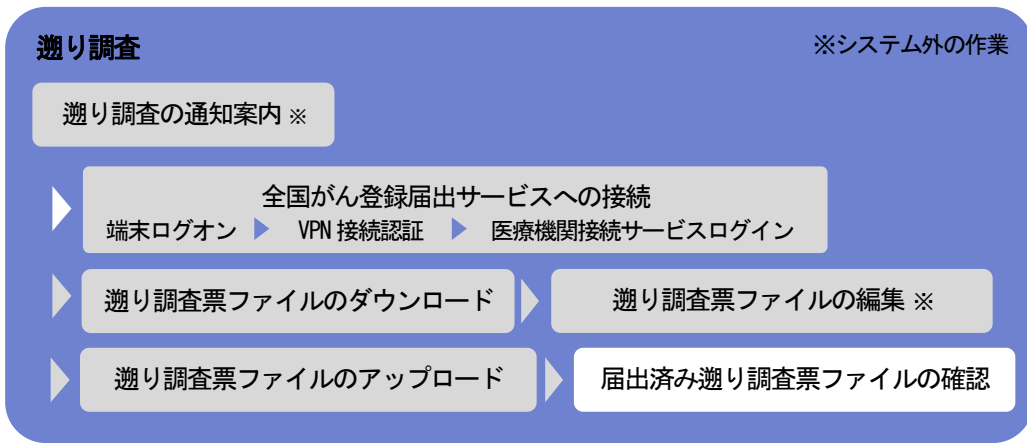 遡り調査
※システム外の作業
遡り調査の通知案内 ※
全国がん登録届出サービスへの接続
端末ログオン VPN 接続認証 医療機関接続サービスログイン
遡り調査票ファイルのダウンロード 遡り調査票ファイルの編集 ※
遡り調査票ファイルのアップロード 届出済み遡り調査票ファイルの確認